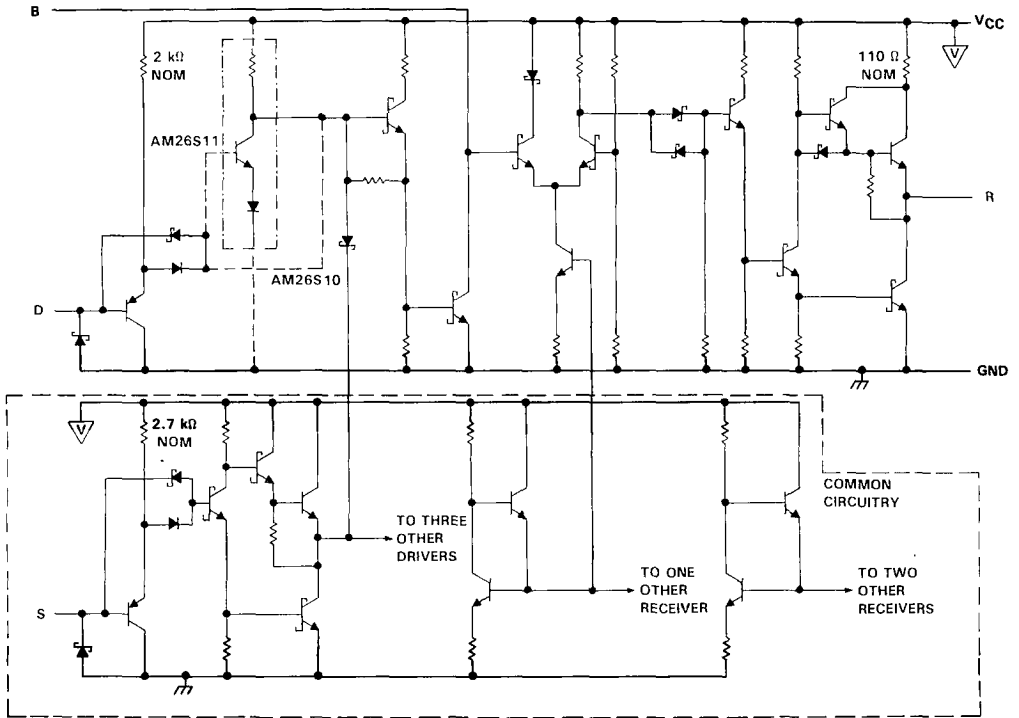 B
VCC
V
2 kΩ
NOM
110 Ω
NOM
AM26S11
R
AM26S10
D
GND
V
2.7 kΩ
NOM
COMMON
CIRCUITRY
TO THREE
OTHER
DRIVERS
TO ONE
OTHER
RECEIVER
TO TWO
OTHER
RECEIVERS
S